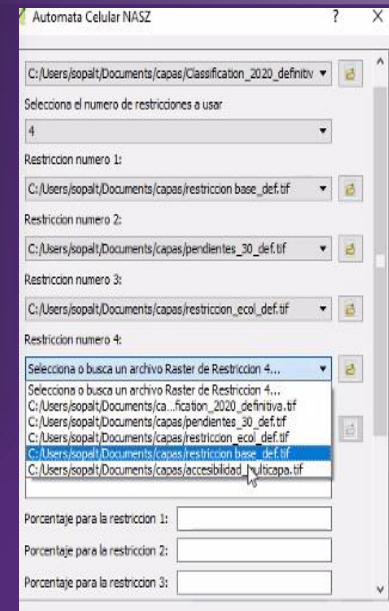 Automata Celular NASZ ? X
C:/Users/sopalt/Documents/capas/Classification_2020_definitiv
Selecciona el numero de restricciones a usar
4
Restriccion numero 1:
C:/Users/sopalt/Documents/capas/restriccion base_def.tif
Restriccion numero 2:
C:/Users/sopalt/Documents/capas/pendientes_30_def.tif
Restriccion numero 3:
C:/Users/sopalt/Documents/capas/restriccion_ecol_def.tif
Restriccion numero 4:
Selecciona o busca un archivo Raster de Restriccion 4...
Selecciona o busca un archivo Raster de Restriccion 4...
C:/Users/sopalt/Documents/ca...fication_2020_definitiva.tif
C:/Users/sopalt/Documents/capas/pendientes_30_def.tif
C:/Users/sopalt/Documents/capas/restriccion_ecol_def.tif
C:/Users/sopalt/Documents/capas/restriccion base_def.tif
C:/Users/sopalt/Documents/capas/accesibilidad_multicapa.tif
Porcentaje para la restriccion 1:
Porcentaje para la restriccion 2:
Porcentaje para la restriccion 3: